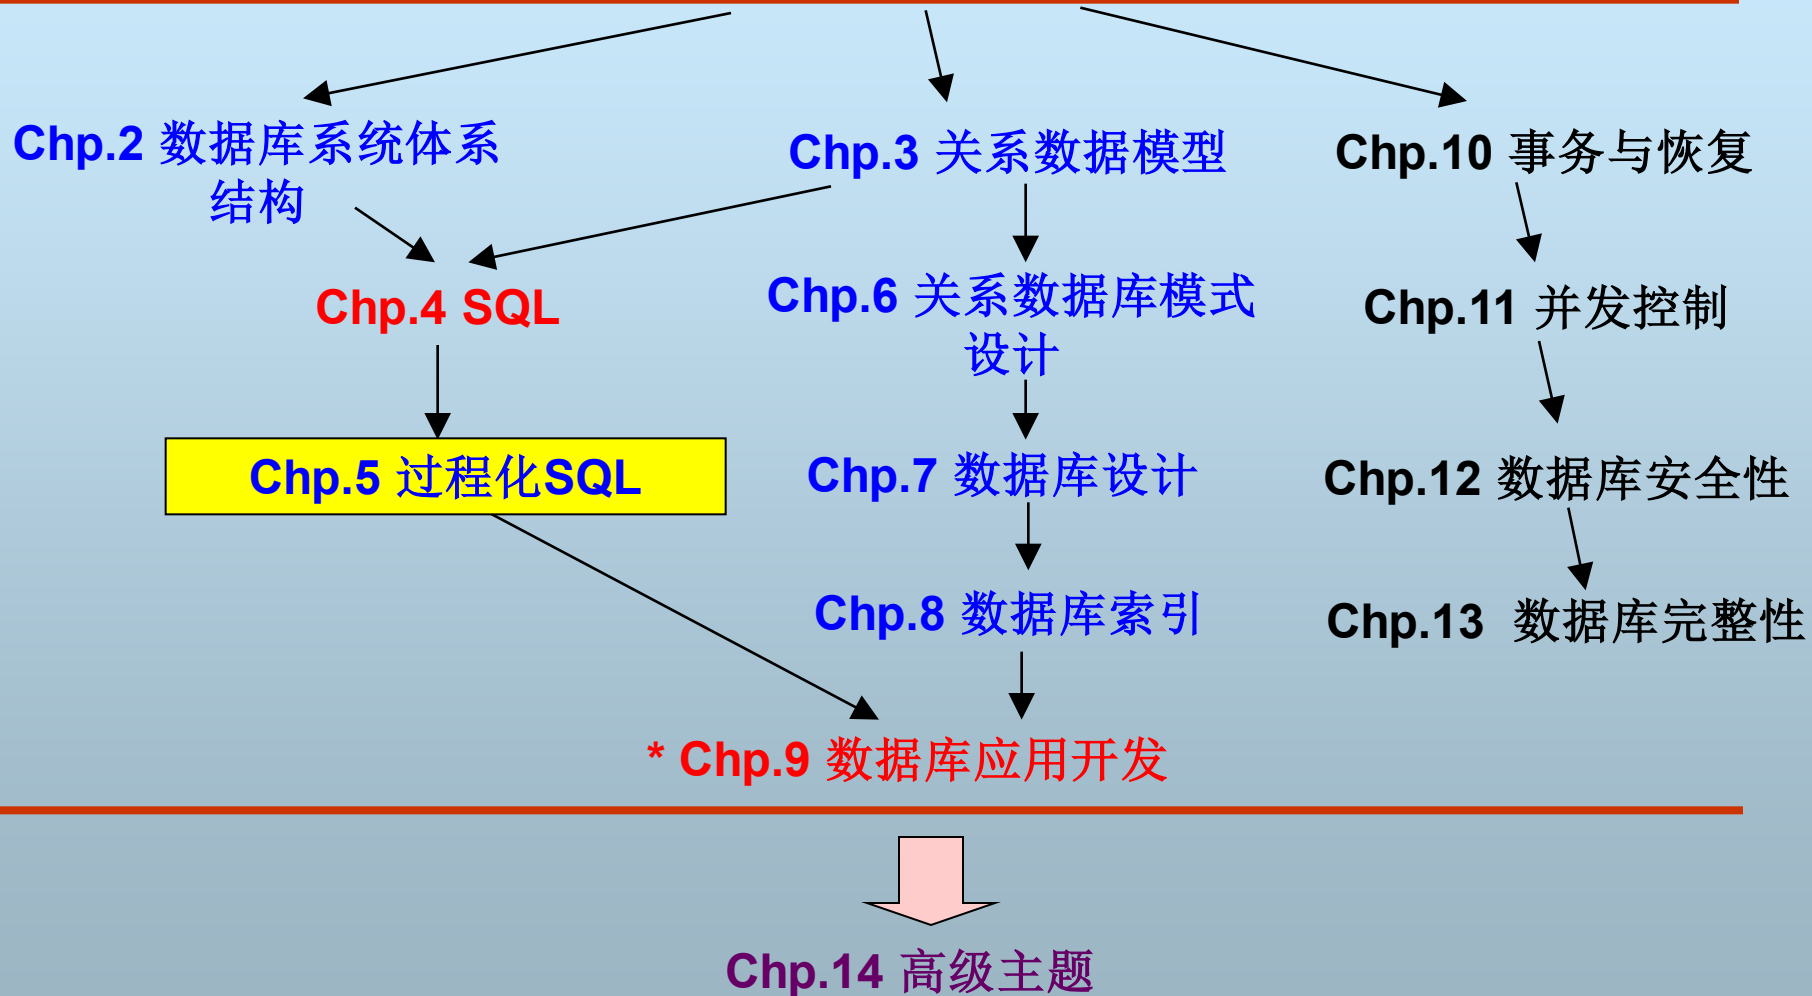 Chp.2 数据库系统体系
结构
Chp.3 关系数据模型
Chp.10 事务与恢复
Chp.4 SQL
Chp.6 关系数据库模式
设计
Chp.11 并发控制
Chp.5 过程化SQL
Chp.7 数据库设计
Chp.12 数据库安全性
Chp.8 数据库索引
Chp.13 数据库完整性
* Chp.9 数据库应用开发
Chp.14 高级主题